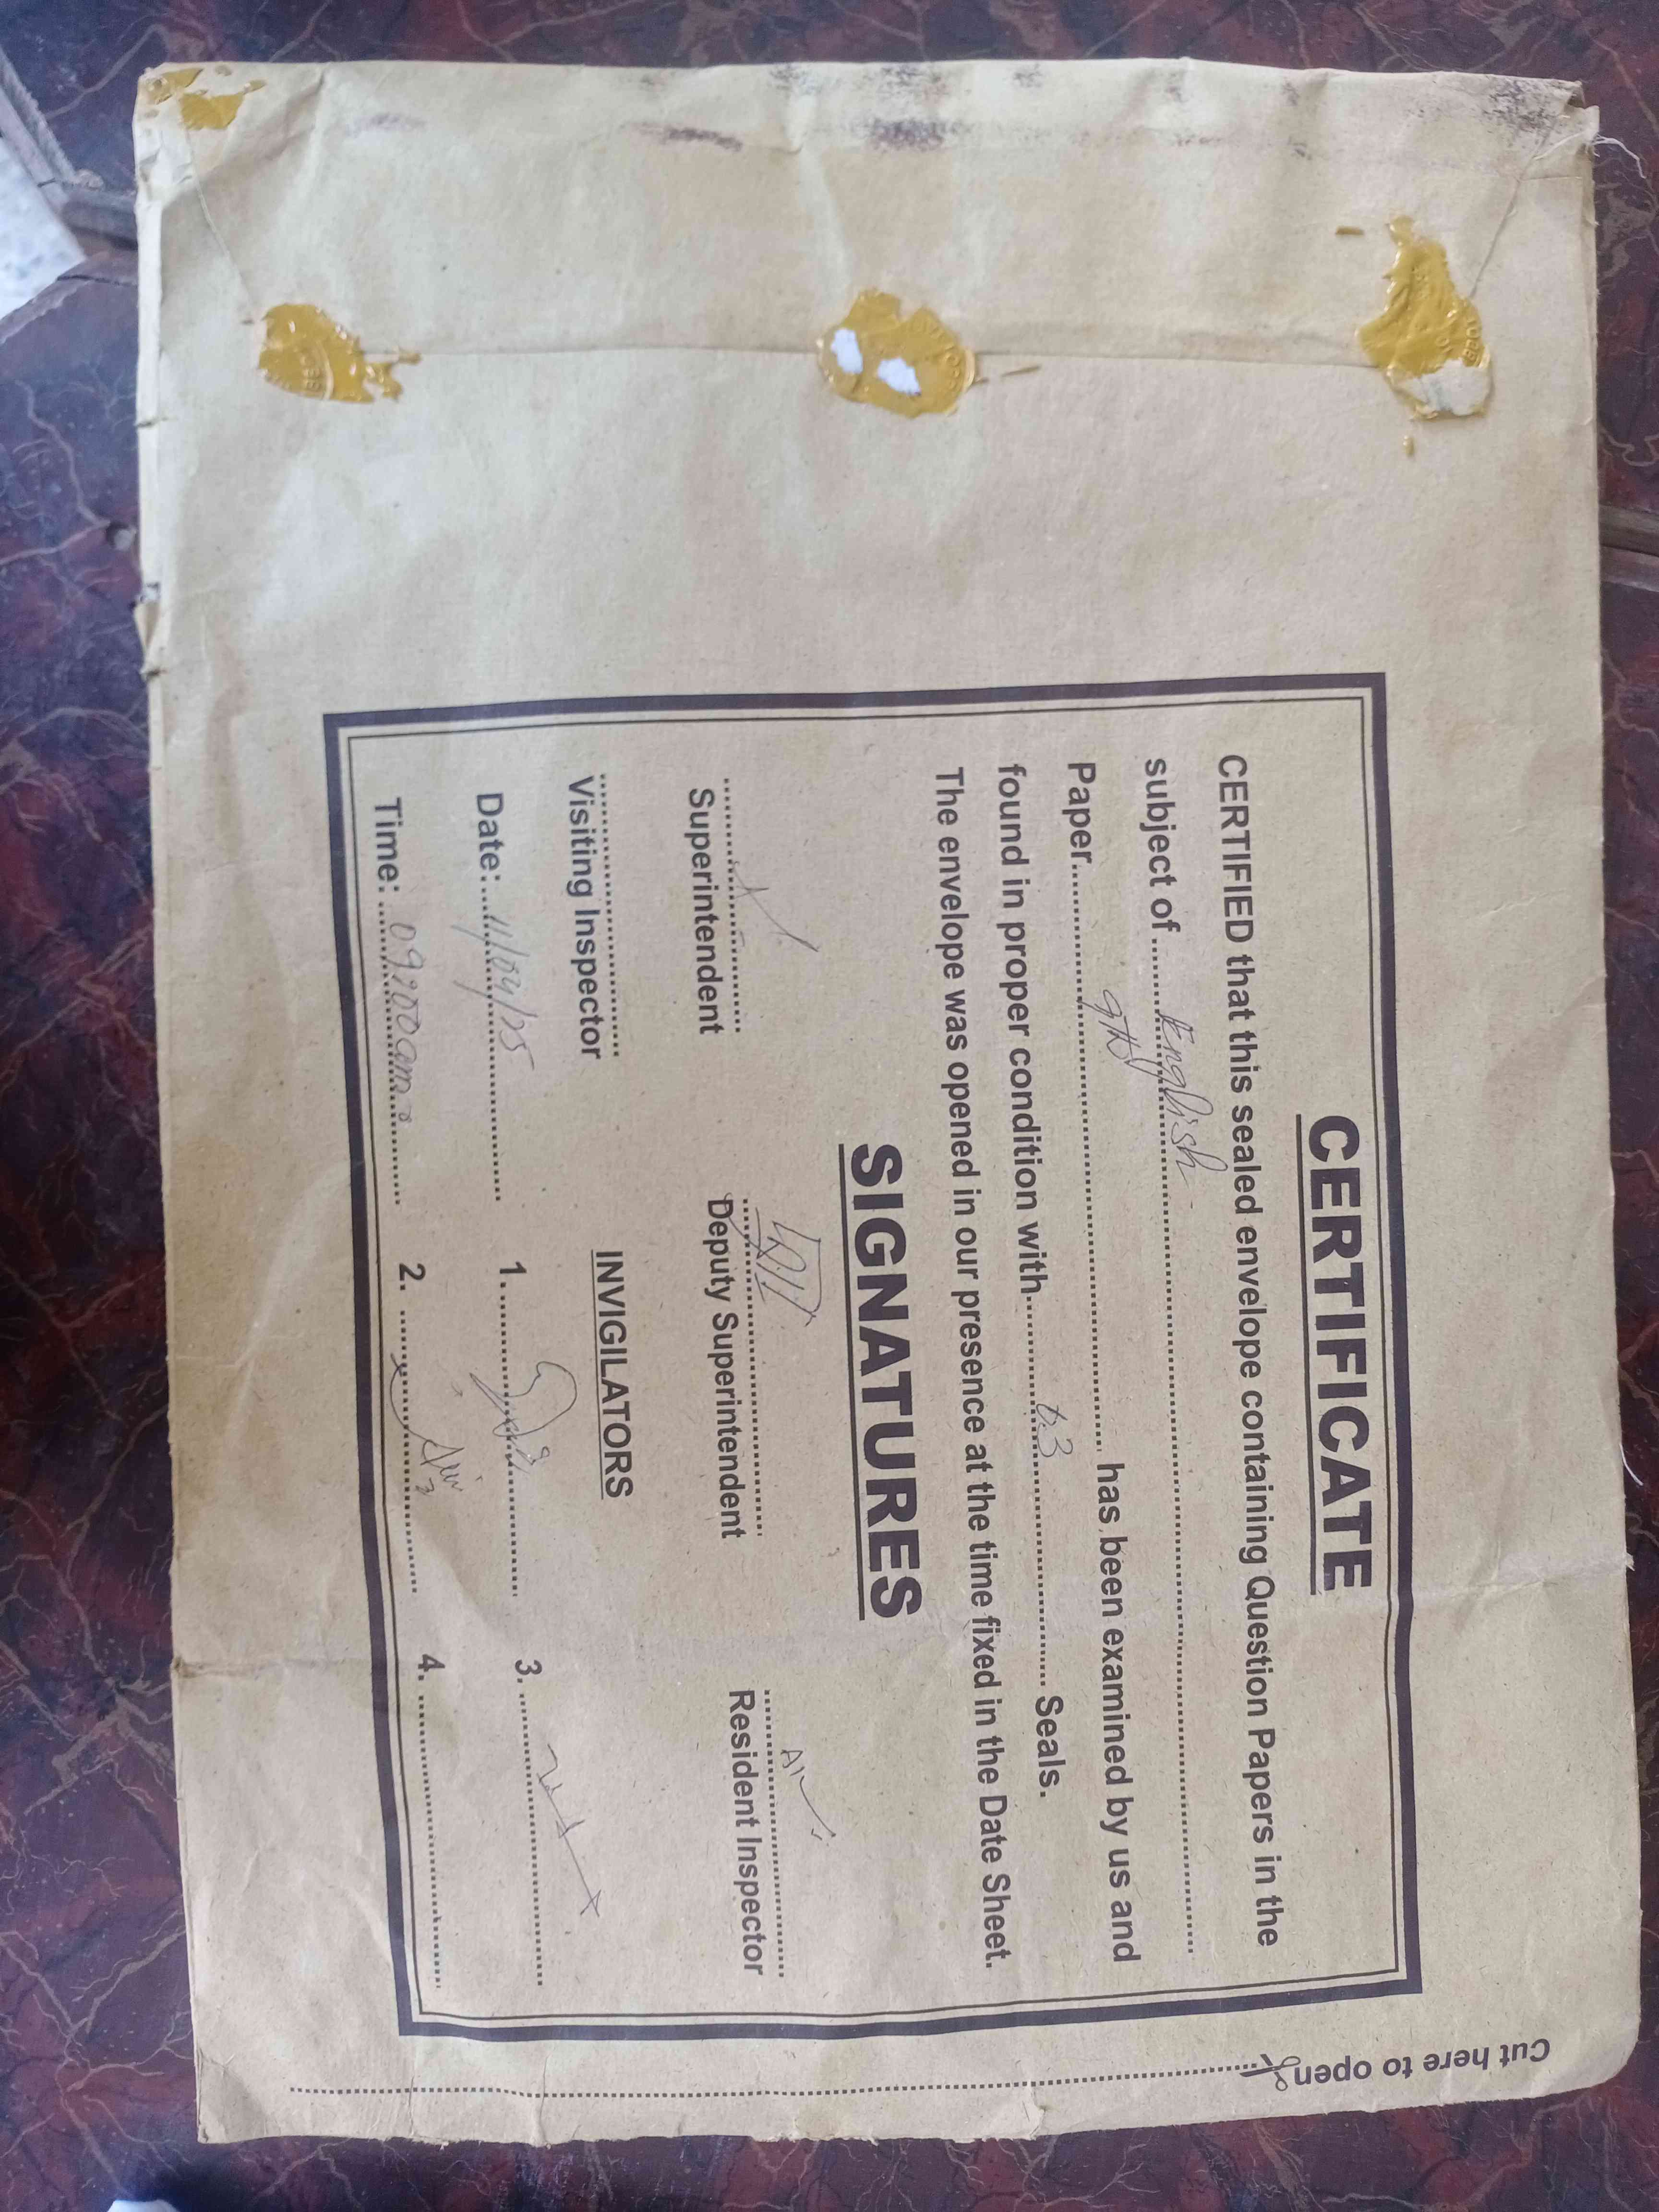 CERTIFICATE
CERTIFIED that this sealed envelope containing Question Papers in the
subject of ........English........
Paper........9th........ has been examined by us and
found in proper condition with........03........ Seals.
The envelope was opened in our presence at the time fixed in the Date Sheet.
SIGNATURES
Superintendent Deputy Superintendent Resident Inspector
Visiting Inspector INVIGILATORS
Date: 11/04/25 1. 3.
Time: 09:00am 2. 4.
Cut here to open